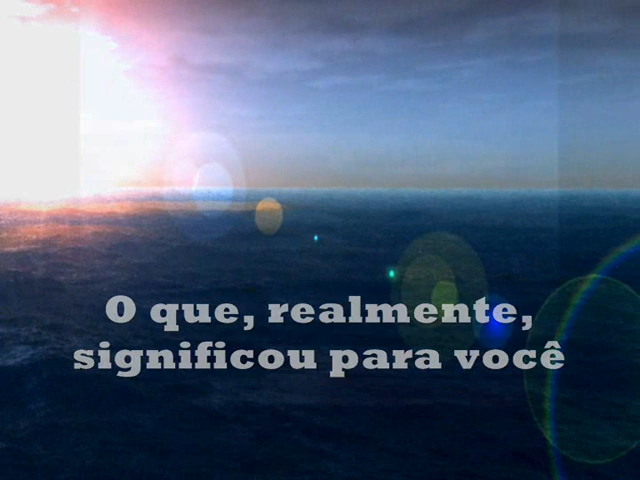 O que, realmente,
significou para você